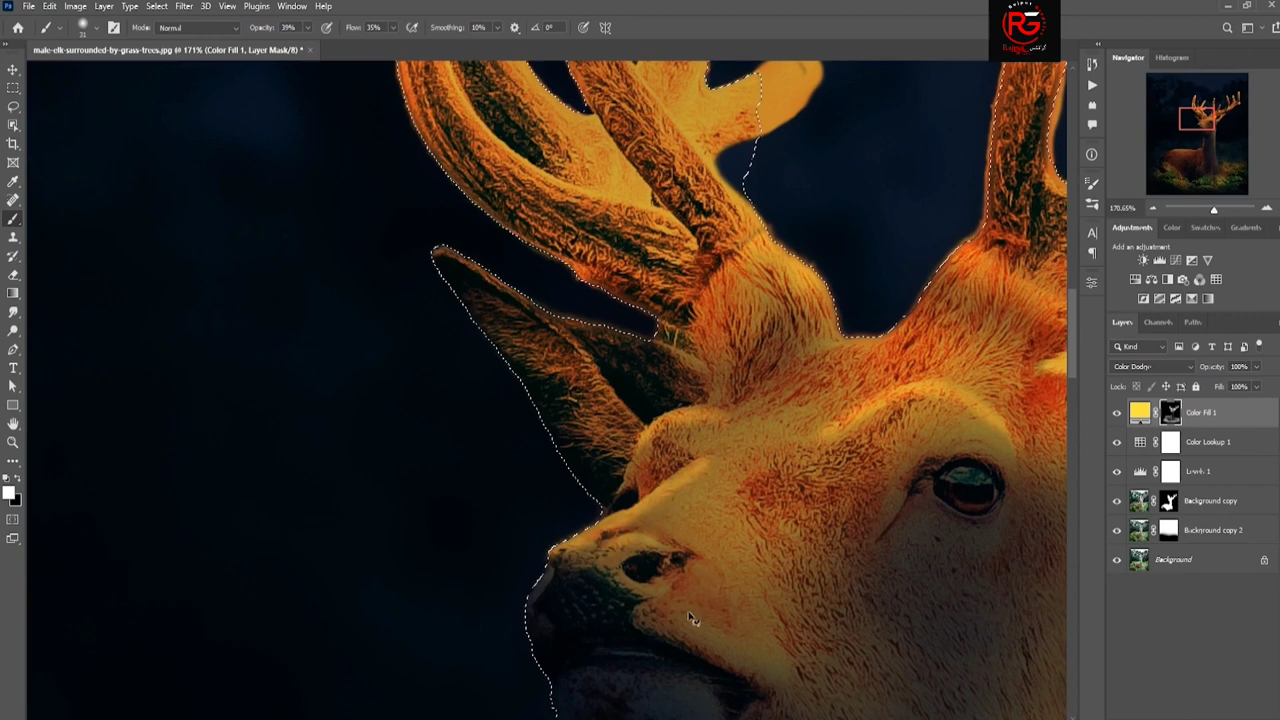 Ps File Edit Image Layer Type Select Filter 3D View Plugins Window Help
21 Mode: Normal Opacity: 39% Flow: 35% Smoothing: 10% 0°
RG
گرافکس
male-elk-surrounded-by-grass-trees.jpg @ 171% (Color Fill 1, Layer Mask/8) *
Navigator Histogram
170.65%
Adjustments Color Swatches Gradients
Add an adjustment
Layers Channels Paths
Kind
Color Dodge Opacity: 100%
Lock: Fill: 100%
Color Fill 1
Color Lookup 1
Levels 1
Background copy
Background copy 2
Background